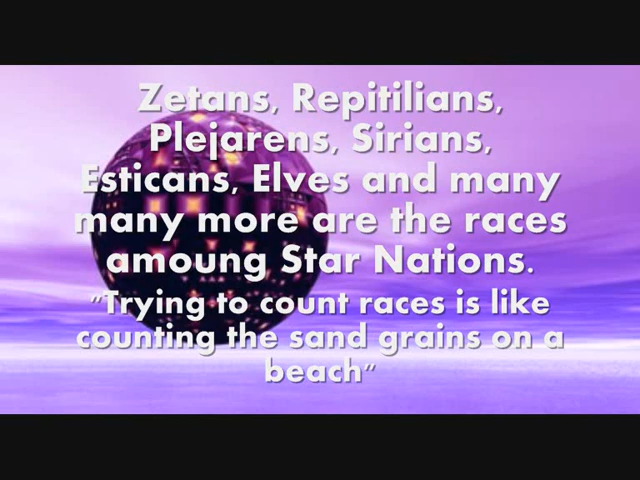 Zetans, Repitilians,
Plejarens, Sirians,
Esticans, Elves and many
many more are the races
amoung Star Nations.
"Trying to count races is like
counting the sand grains on a
beach"